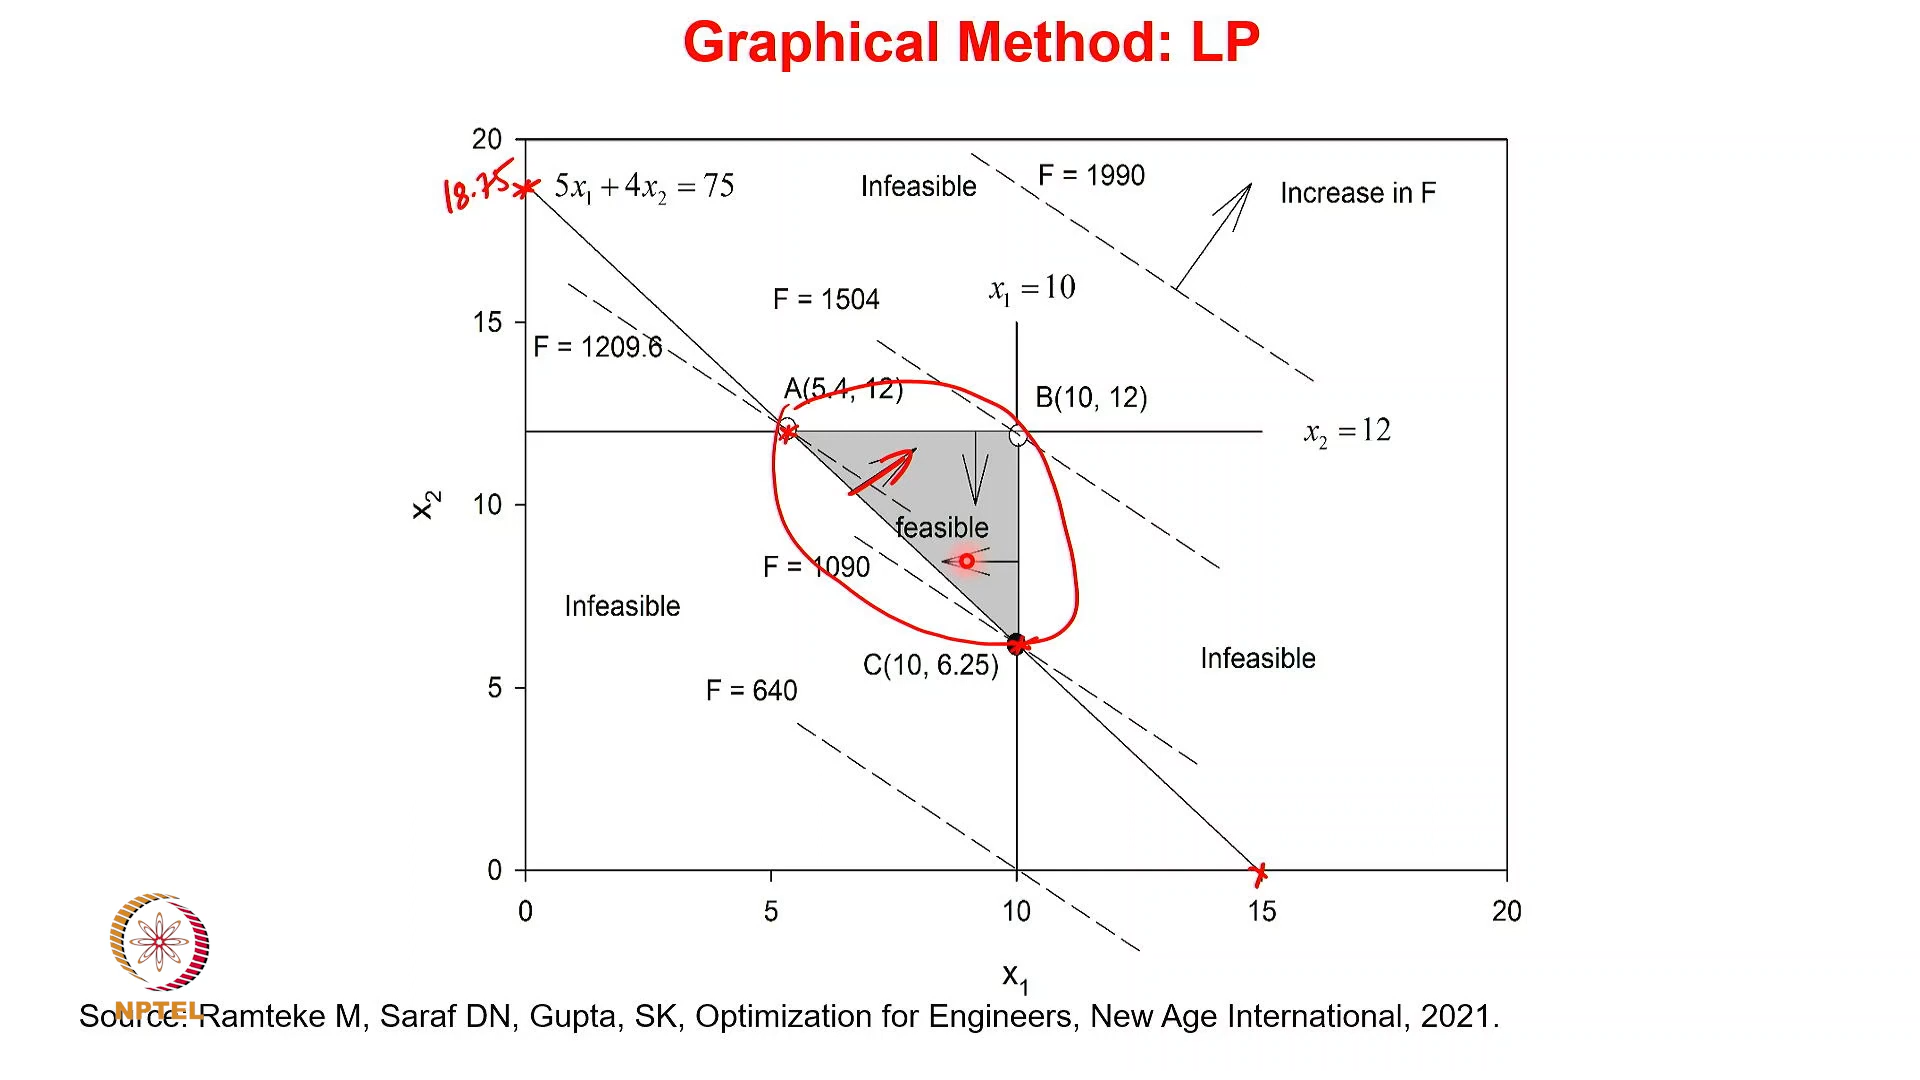 Graphical Method: LP
20
18.75
5x₁ + 4x₂ = 75
Infeasible
F = 1990
Increase in F
x₁ = 10
F = 1504
15
F = 1209.6
A(5.4, 12)
B(10, 12)
x₂ = 12
x₂
10
feasible
F = 1090
Infeasible
C(10, 6.25)
Infeasible
5
F = 640
0
0
5
10
15
20
x₁
NPTEL
Source: Ramteke M, Saraf DN, Gupta, SK, Optimization for Engineers, New Age International, 2021.